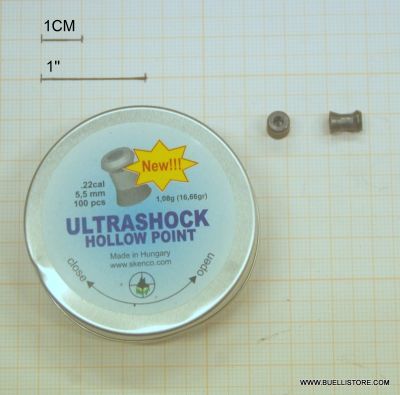 1CM
1"
New!!!
.22cal
5,5 mm
100 pcs
1,08g (16,66gr)
ULTRASHOCK
HOLLOW POINT
Made in Hungary
www.skenco.com
close
open
WWW.BUELLISTORE.COM